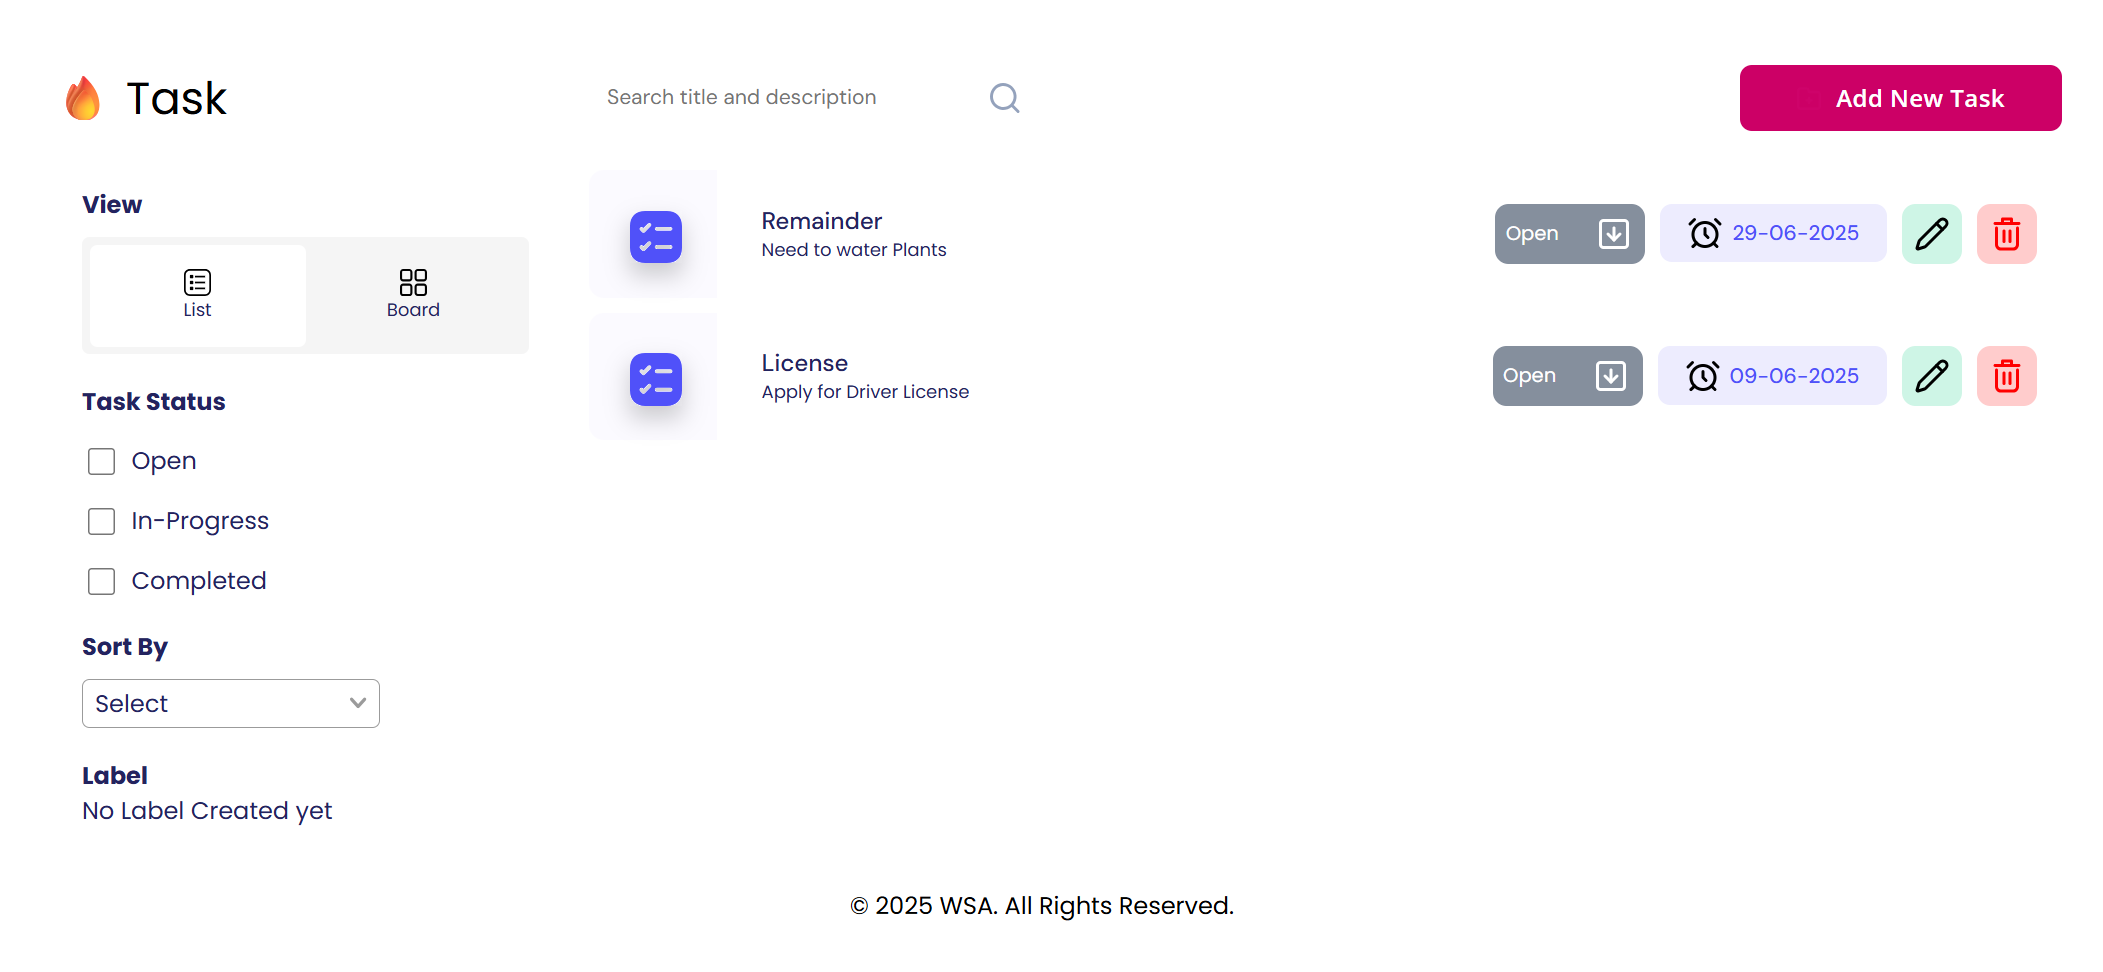 Task
Search title and description
Add New Task
View
List
Board
Task Status
Open
In-Progress
Completed
Sort By
Select
Label
No Label Created yet
Remainder
Need to water Plants
Open
29-06-2025
License
Apply for Driver License
Open
09-06-2025
© 2025 WSA. All Rights Reserved.